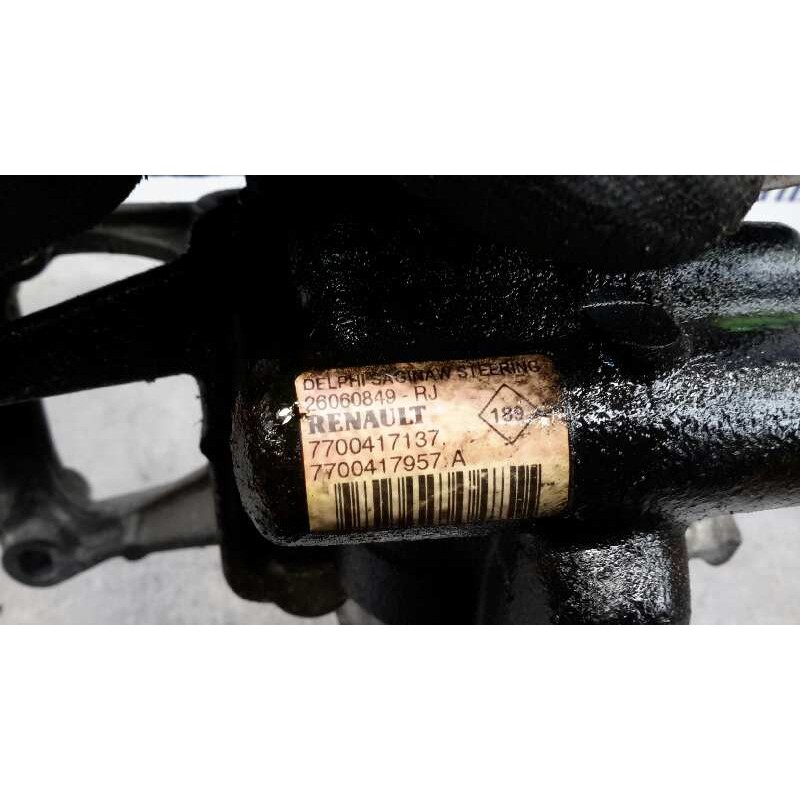 DELPHI SAGINAW STEERING
26060849 - RJ
RENAULT
7700417137.
7700417957.A